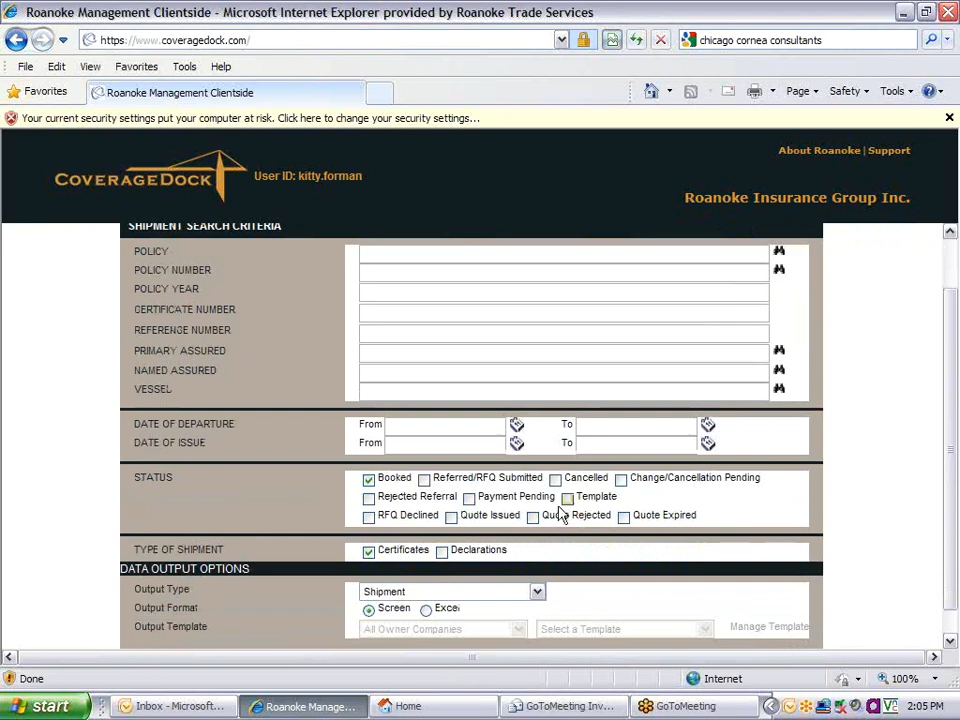 Roanoke Management Clientside - Microsoft Internet Explorer provided by Roanoke Trade Services
https://www.coveragedock.com/
chicago cornea consultants
File Edit View Favorites Tools Help
Favorites Roanoke Management Clientside Page Safety Tools
Your current security settings put your computer at risk. Click here to change your security settings...
About Roanoke | Support
COVERAGEDOCK User ID: kitty.forman
Roanoke Insurance Group Inc.
SHIPMENT SEARCH CRITERIA
POLICY
POLICY NUMBER
POLICY YEAR
CERTIFICATE NUMBER
REFERENCE NUMBER
PRIMARY ASSURED
NAMED ASSURED
VESSEL
DATE OF DEPARTURE From To
DATE OF ISSUE From To
STATUS Booked Referred/RFQ Submitted Cancelled Change/Cancellation Pending
Rejected Referral Payment Pending Template
RFQ Declined Quote Issued Quote Rejected Quote Expired
TYPE OF SHIPMENT Certificates Declarations
DATA OUTPUT OPTIONS
Output Type Shipment
Output Format Screen Excel
Output Template All Owner Companies Select a Template Manage Template
Done Internet 100%
start Inbox - Microsoft... Roanoke Manage... Home GoToMeeting Inv... GoToMeeting 2:05 PM